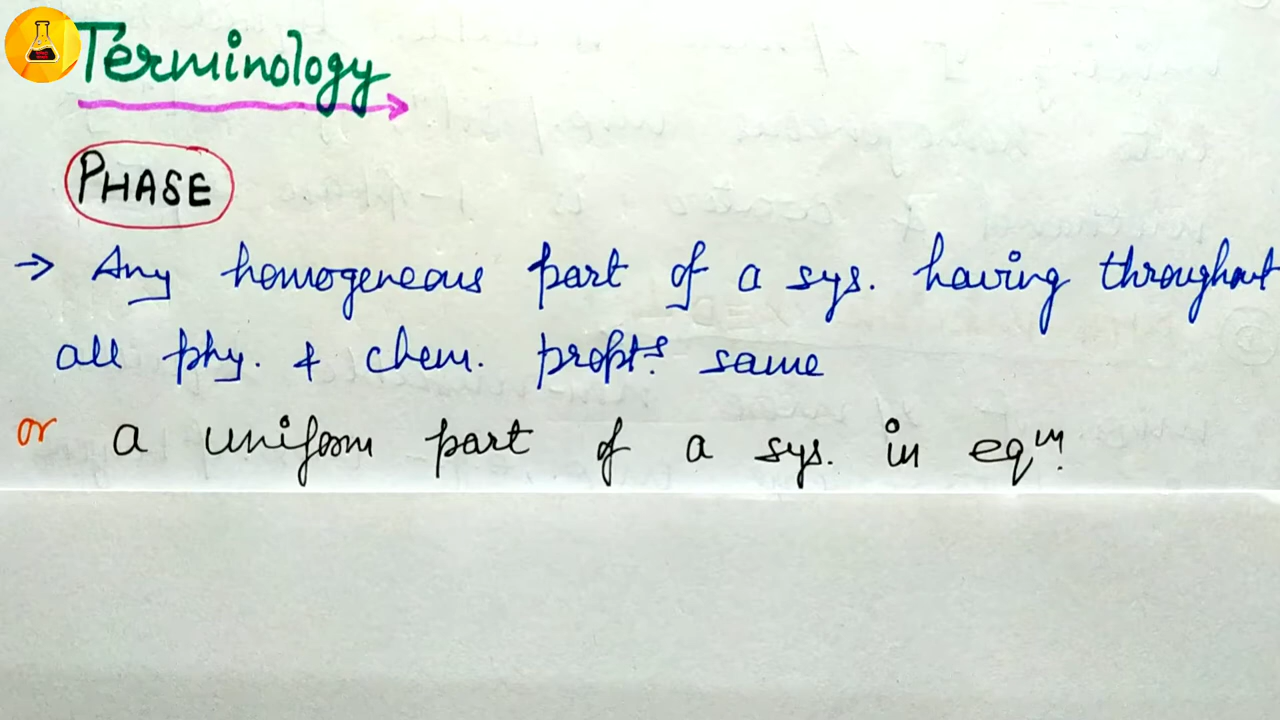 Terminology
PHASE
→ Any homogeneous part of a sys. having throughout
all phy. & chem. propts. same
or a uniform part of a sys. in eqm.